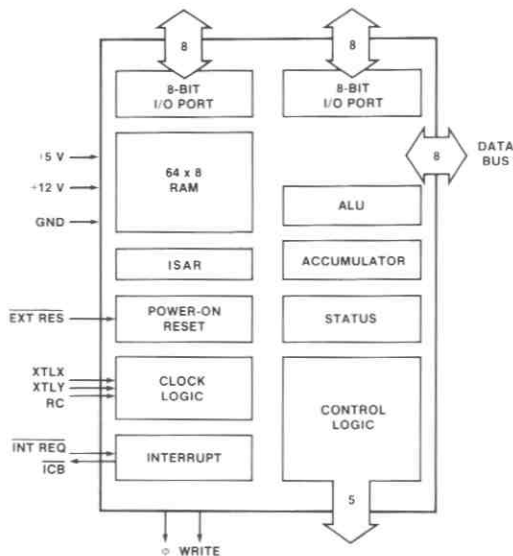 8
8
8-BIT
I/O PORT
8-BIT
I/O PORT
+5 V
+12 V
GND
64 x 8
RAM
8
DATA
BUS
ALU
ISAR
ACCUMULATOR
EXT RES
POWER-ON
RESET
STATUS
XTLX
XTLY
RC
CLOCK
LOGIC
CONTROL
LOGIC
INT REQ
ICB
INTERRUPT
5
Φ WRITE